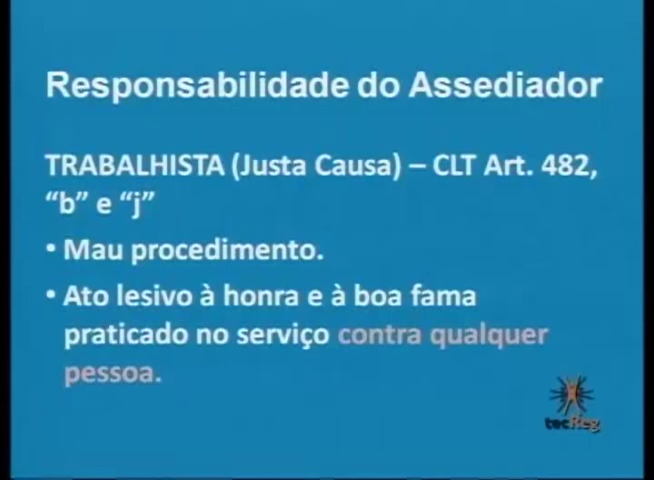 Responsabilidade do Assediador
TRABALHISTA (Justa Causa) – CLT Art. 482,
“b” e “j”
• Mau procedimento.
• Ato lesivo à honra e à boa fama
praticado no serviço contra qualquer
pessoa.
tecReg